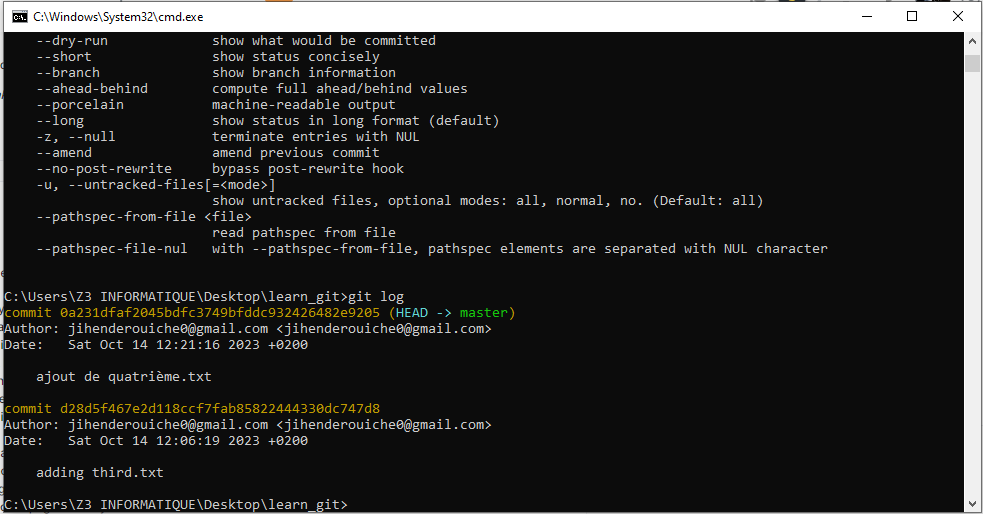 C:\Windows\System32\cmd.exe
--dry-run             show what would be committed
--short               show status concisely
--branch              show branch information
--ahead-behind        compute full ahead/behind values
--porcelain           machine-readable output
--long                show status in long format (default)
-z, --null            terminate entries with NUL
--amend               amend previous commit
--no-post-rewrite     bypass post-rewrite hook
-u, --untracked-files[=<mode>]
show untracked files, optional modes: all, normal, no. (Default: all)
--pathspec-from-file <file>
read pathspec from file
--pathspec-file-nul   with --pathspec-from-file, pathspec elements are separated with NUL character
C:\Users\Z3 INFORMATIQUE\Desktop\learn_git>git log
commit 0a231dfaf2045bdfc3749bfddc932426482e9205 (HEAD -> master)
Author: jihenderouiche0@gmail.com <jihenderouiche0@gmail.com>
Date:   Sat Oct 14 12:21:16 2023 +0200
ajout de quatrième.txt
commit d28d5f467e2d118ccf7fab85822444330dc747d8
Author: jihenderouiche0@gmail.com <jihenderouiche0@gmail.com>
Date:   Sat Oct 14 12:06:19 2023 +0200
adding third.txt
C:\Users\Z3 INFORMATIQUE\Desktop\learn_git>